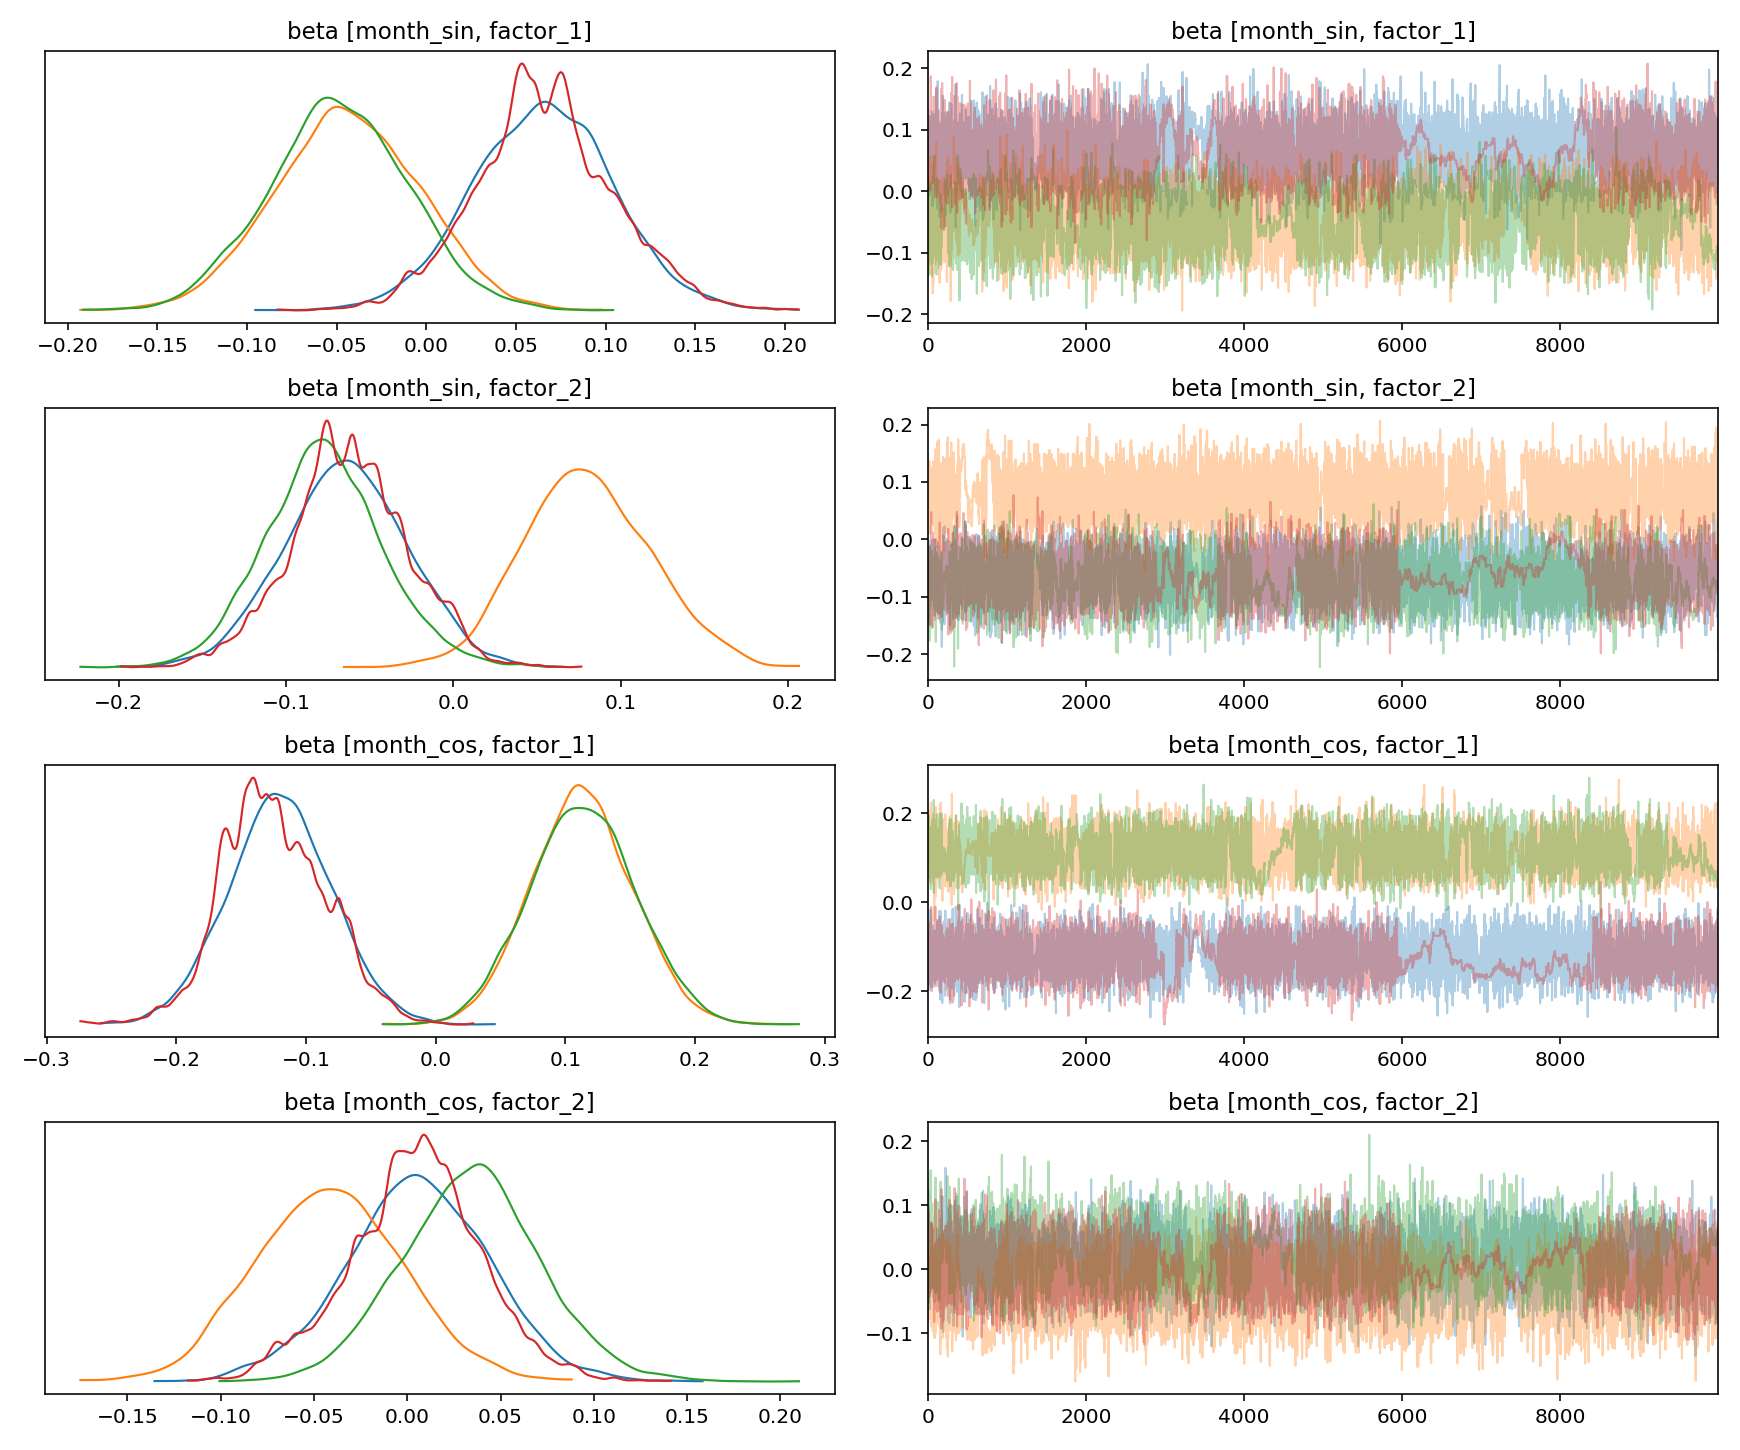 beta [month_sin, factor_1] beta [month_sin, factor_1]
0.2
0.1
0.0
−0.1
−0.2
−0.20 −0.15 −0.10 −0.05 0.00 0.05 0.10 0.15 0.20 0 2000 4000 6000 8000
beta [month_sin, factor_2] beta [month_sin, factor_2]
0.2
0.1
0.0
−0.1
−0.2
−0.2 −0.1 0.0 0.1 0.2 0 2000 4000 6000 8000
beta [month_cos, factor_1] beta [month_cos, factor_1]
0.2
0.0
−0.2
−0.3 −0.2 −0.1 0.0 0.1 0.2 0.3 0 2000 4000 6000 8000
beta [month_cos, factor_2] beta [month_cos, factor_2]
0.2
0.1
0.0
−0.1
−0.15 −0.10 −0.05 0.00 0.05 0.10 0.15 0.20 0 2000 4000 6000 8000